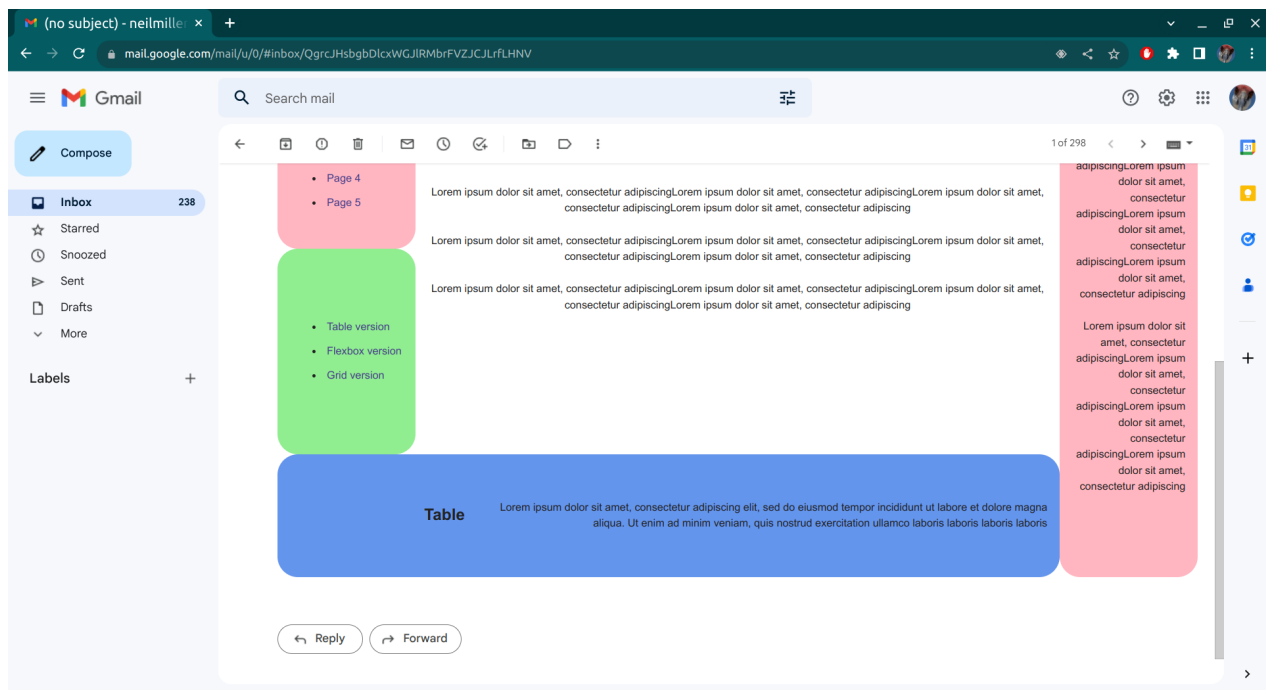 (no subject) - neilmiller
mail.google.com/mail/u/0/#inbox/QgrcJHsbgbDlcxWGJlRMbrFVZJCJLrfLHNV
Gmail
Search mail
Compose
1 of 298
31
Inbox 238
Starred
Snoozed
Sent
Drafts
More
Labels
Page 4
Page 5
Table version
Flexbox version
Grid version
Lorem ipsum dolor sit amet, consectetur adipiscingLorem ipsum dolor sit amet, consectetur adipiscingLorem ipsum dolor sit amet,
consectetur adipiscingLorem ipsum dolor sit amet, consectetur adipiscing
Lorem ipsum dolor sit amet, consectetur adipiscingLorem ipsum dolor sit amet, consectetur adipiscingLorem ipsum dolor sit amet,
consectetur adipiscingLorem ipsum dolor sit amet, consectetur adipiscing
Lorem ipsum dolor sit amet, consectetur adipiscingLorem ipsum dolor sit amet, consectetur adipiscingLorem ipsum dolor sit amet,
consectetur adipiscingLorem ipsum dolor sit amet, consectetur adipiscing
adipiscingLorem ipsum
dolor sit amet,
consectetur
adipiscingLorem ipsum
dolor sit amet,
consectetur
adipiscingLorem ipsum
dolor sit amet,
consectetur adipiscing
Lorem ipsum dolor sit
amet, consectetur
adipiscingLorem ipsum
dolor sit amet,
consectetur
adipiscingLorem ipsum
dolor sit amet,
consectetur
adipiscingLorem ipsum
dolor sit amet,
consectetur adipiscing
Table
Lorem ipsum dolor sit amet, consectetur adipiscing elit, sed do eiusmod tempor incididunt ut labore et dolore magna
aliqua. Ut enim ad minim veniam, quis nostrud exercitation ullamco laboris laboris laboris laboris
Reply
Forward